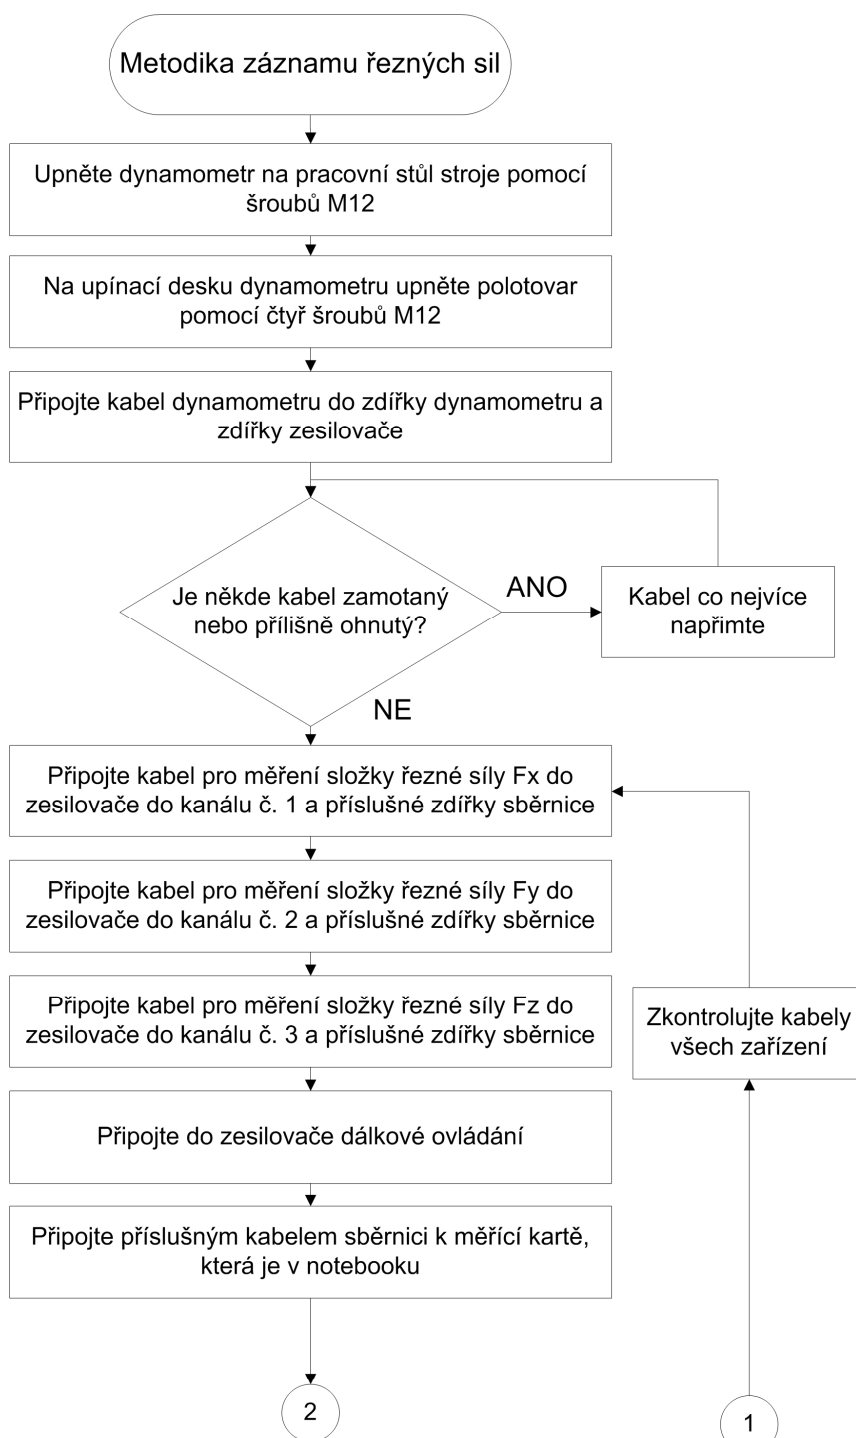 Metodika záznamu řezných sil
Upněte dynamometr na pracovní stůl stroje pomocí
šroubů M12
Na upínací desku dynamometru upněte polotovar
pomocí čtyř šroubů M12
Připojte kabel dynamometru do zdířky dynamometru a
zdířky zesilovače
Je někde kabel zamotaný
nebo přílišně ohnutý?
ANO
Kabel co nejvíce
napřimte
NE
Připojte kabel pro měření složky řezné síly Fx do
zesilovače do kanálu č. 1 a příslušné zdířky sběrnice
Připojte kabel pro měření složky řezné síly Fy do
zesilovače do kanálu č. 2 a příslušné zdířky sběrnice
Připojte kabel pro měření složky řezné síly Fz do
zesilovače do kanálu č. 3 a příslušné zdířky sběrnice
Zkontrolujte kabely
všech zařízení
Připojte do zesilovače dálkové ovládání
Připojte příslušným kabelem sběrnici k měřící kartě,
která je v notebooku
2
1